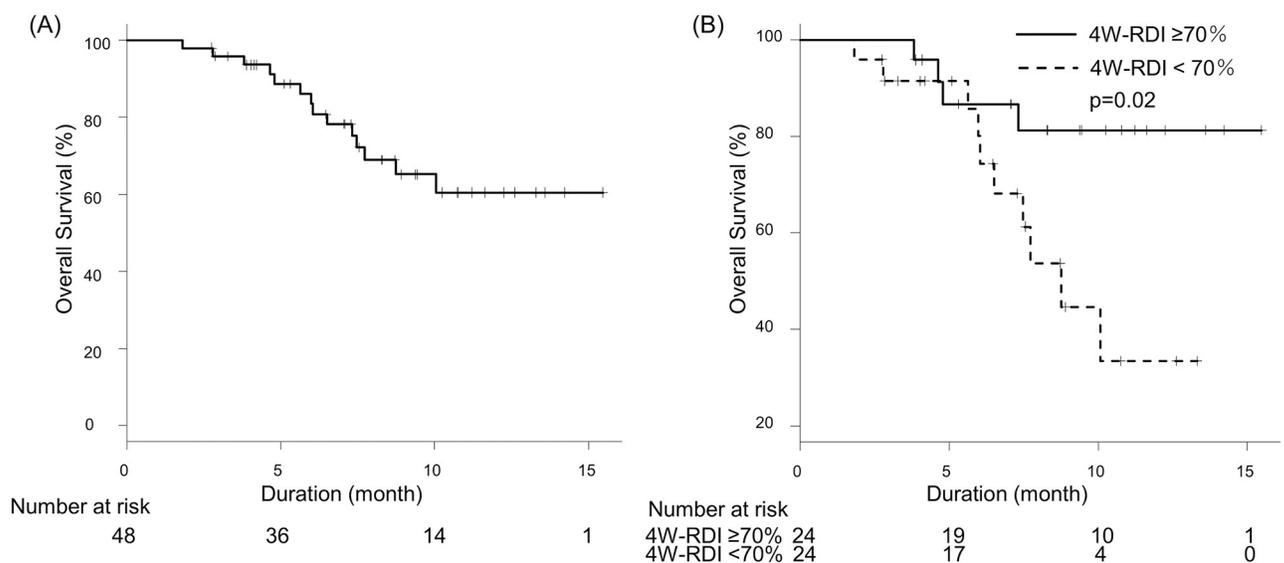 (A)
100
80
60
40
20
0
Overall Survival (%)
0 5 10 15
Duration (month)
Number at risk
48 36 14 1
(B)
100
80
60
40
20
Overall Survival (%)
4W-RDI ≥70%
4W-RDI < 70%
p=0.02
0 5 10 15
Duration (month)
Number at risk
4W-RDI ≥70% 24 19 10 1
4W-RDI <70% 24 17 4 0